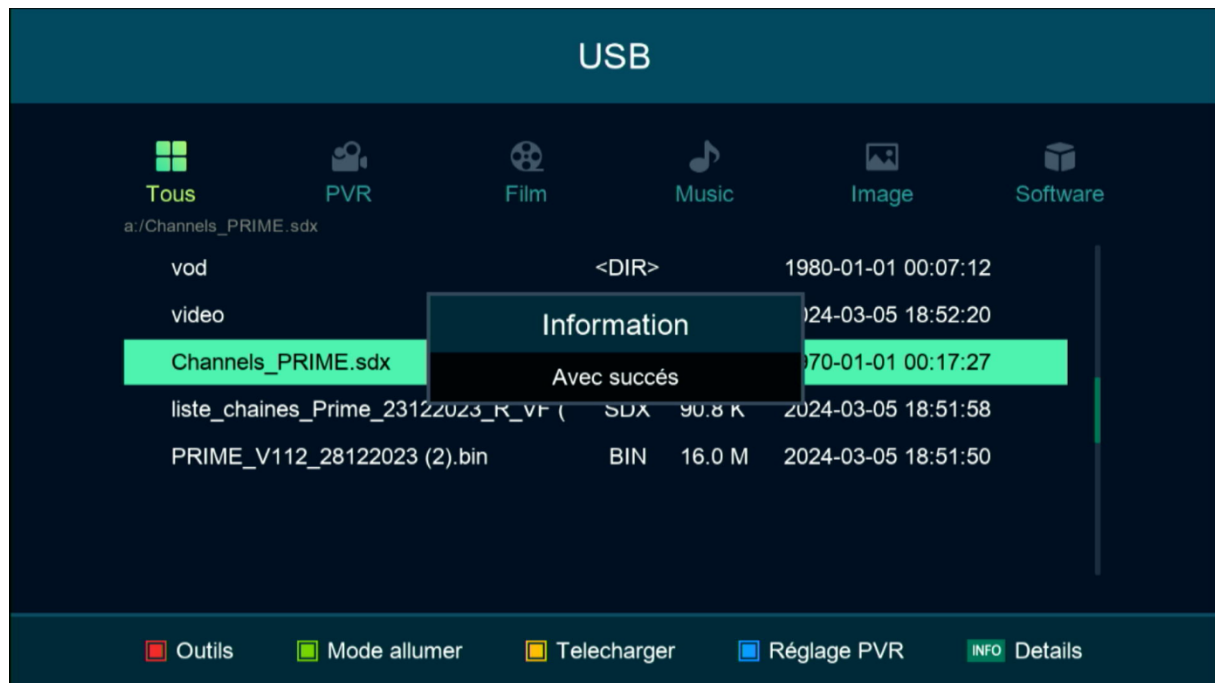 USB
Tous PVR Film Music Image Software
a:/Channels_PRIME.sdx
vod <DIR> 1980-01-01 00:07:12
video 024-03-05 18:52:20
Information
Channels_PRIME.sdx 970-01-01 00:17:27
Avec succés
liste_chaines_Prime_23122023_R_VF ( SDX 90.8 K 2024-03-05 18:51:58
PRIME_V112_28122023 (2).bin BIN 16.0 M 2024-03-05 18:51:50
Outils Mode allumer Telecharger Réglage PVR INFO Details